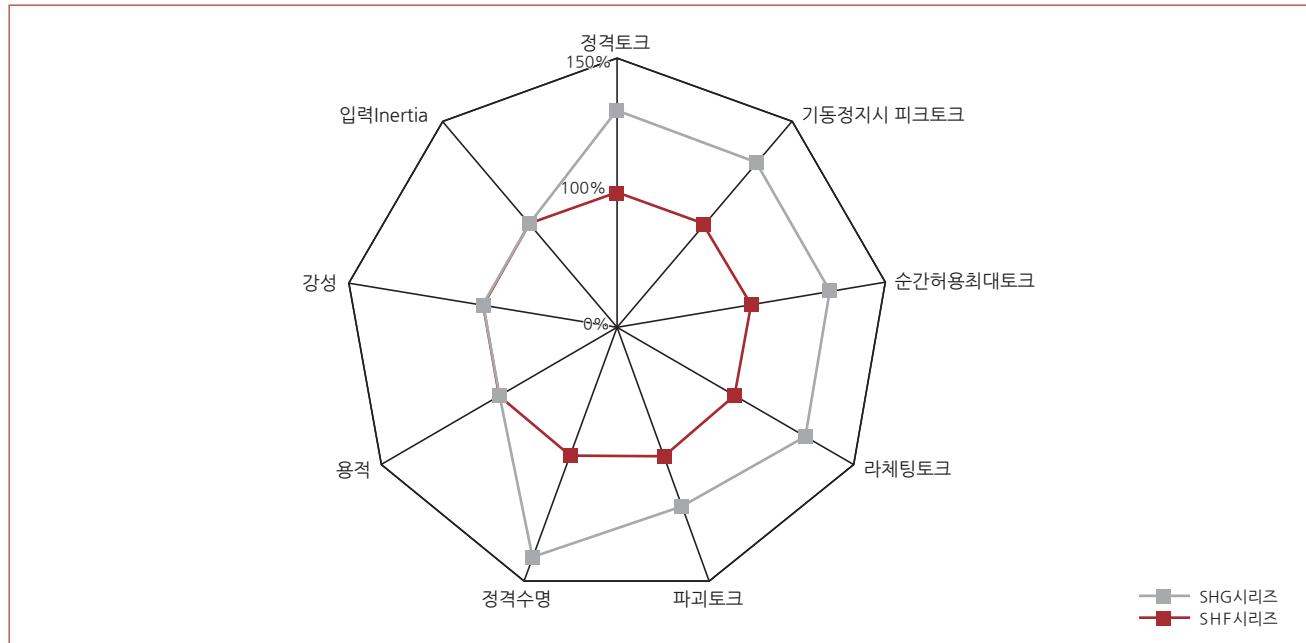 정격토크
150%
기동정지시 피크토크
입력Inertia
100%
순간허용최대토크
강성
0%
라체팅토크
용적
정격수명
파괴토크
SHG시리즈
SHF시리즈